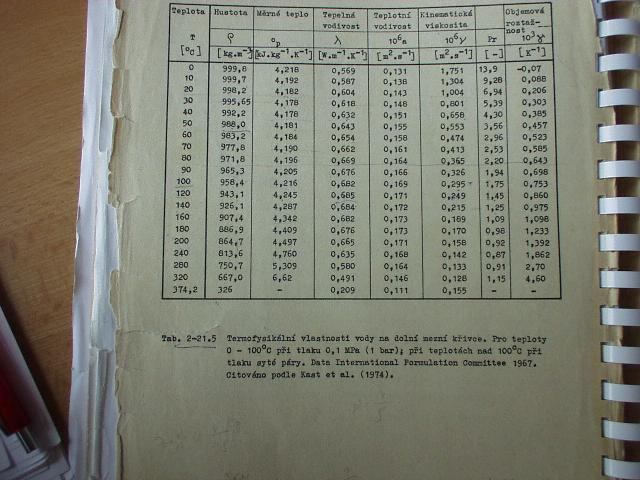 Teplota Hustota Měrné teplo Tepelná vodivost Teplotní vodivost Kinematická viskosita Objemová roztažnost
T ρ cp λ 10⁶a 10⁶γ Pr 10³γ
[°C] [kg.m⁻³] [kJ.kg⁻¹.K⁻¹] [W.m⁻¹.K⁻¹] [m².s⁻¹] [m².s⁻¹] [-] [K⁻¹]
0 999,8 4,218 0,569 0,131 1,751 13,9 -0,07
10 999,7 4,192 0,587 0,138 1,304 9,28 0,088
20 998,2 4,182 0,604 0,143 1,004 6,94 0,206
30 995,65 4,178 0,618 0,148 0,801 5,39 0,303
40 992,2 4,178 0,632 0,151 0,658 4,30 0,385
50 988,0 4,181 0,643 0,155 0,553 3,56 0,457
60 983,2 4,184 0,654 0,158 0,474 2,96 0,523
70 977,8 4,190 0,662 0,161 0,413 2,53 0,585
80 971,8 4,196 0,669 0,164 0,365 2,20 0,643
90 965,3 4,205 0,676 0,166 0,326 1,94 0,698
100 958,4 4,216 0,682 0,169 0,295 1,75 0,753
120 943,1 4,245 0,685 0,171 0,249 1,45 0,860
140 926,1 4,287 0,684 0,172 0,215 1,25 0,975
160 907,4 4,342 0,682 0,173 0,189 1,09 1,098
180 886,9 4,409 0,676 0,173 0,170 0,98 1,233
200 864,7 4,497 0,665 0,171 0,158 0,92 1,392
240 813,6 4,760 0,635 0,168 0,142 0,87 1,862
280 750,7 5,309 0,580 0,164 0,133 0,91 2,70
320 667,0 6,62 0,491 0,146 0,128 1,15 4,60
374,2 326 - 0,209 0,111 0,155 - -
Tab. 2-21.5 Termofysikální vlastnosti vody na dolní mezní křivce. Pro teploty
0 - 100°C při tlaku 0,1 MPa (1 bar); při teplotách nad 100°C při
tlaku syté páry. Data International Formulation Committee 1967.
Citováno podle Kast et al. (1974).